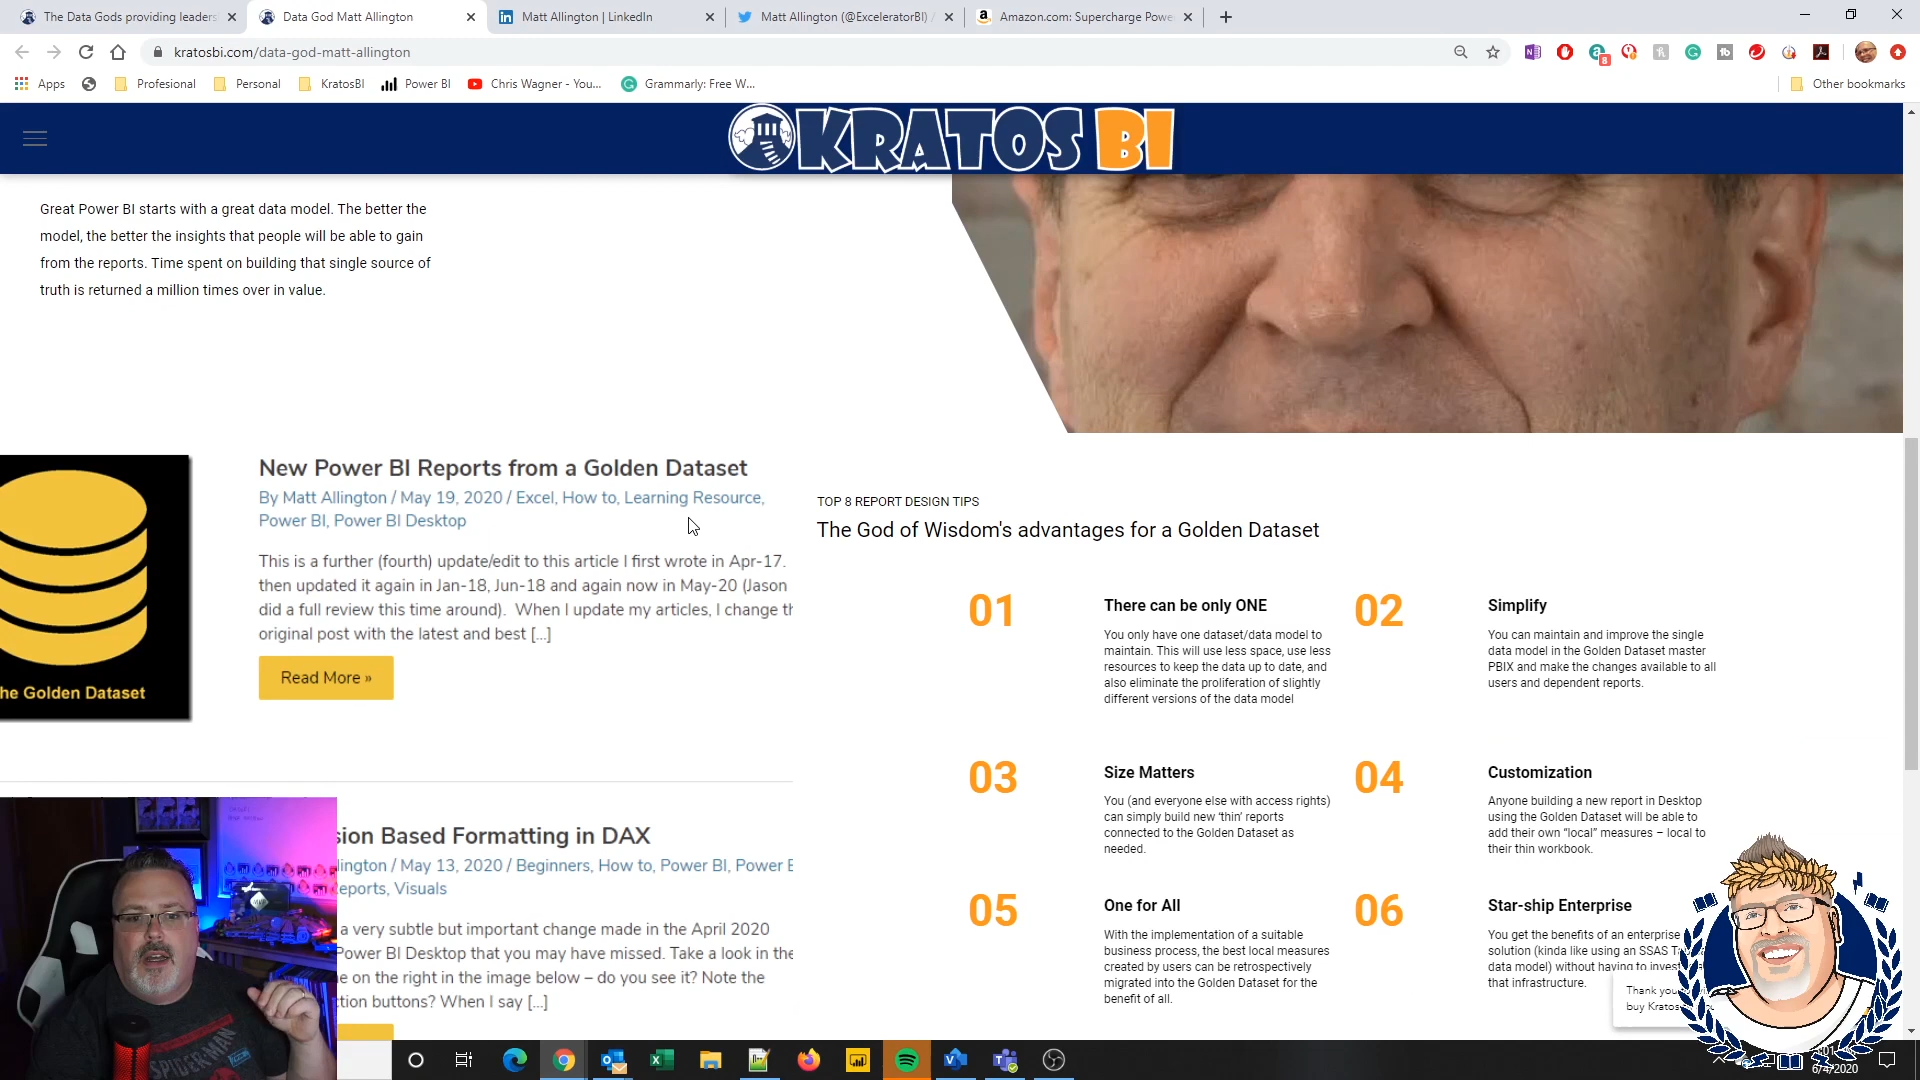 The Data Gods providing leaders
Data God Matt Allington
Matt Allington | LinkedIn
Matt Allington (@ExceleratorBI) /
Amazon.com: Supercharge Powe
kratosbi.com/data-god-matt-allington
8
Apps
Profesional
Personal
KratosBI
Power BI
Chris Wagner - You...
Grammarly: Free W...
Other bookmarks
KRATOS BI
Great Power BI starts with a great data model. The better the
model, the better the insights that people will be able to gain
from the reports. Time spent on building that single source of
truth is returned a million times over in value.
he Golden Dataset
New Power BI Reports from a Golden Dataset
By Matt Allington / May 19, 2020 / Excel, How to, Learning Resource,
Power BI, Power BI Desktop
This is a further (fourth) update/edit to this article I first wrote in Apr-17.
then updated it again in Jan-18, Jun-18 and again now in May-20 (Jason
did a full review this time around). When I update my articles, I change th
original post with the latest and best [...]
Read More »
sion Based Formatting in DAX
lington / May 13, 2020 / Beginners, How to, Power BI, Power B
eports, Visuals
a very subtle but important change made in the April 2020
Power BI Desktop that you may have missed. Take a look in the
e on the right in the image below – do you see it? Note the
ction buttons? When I say [...]
TOP 8 REPORT DESIGN TIPS
The God of Wisdom's advantages for a Golden Dataset
01
There can be only ONE
You only have one dataset/data model to
maintain. This will use less space, use less
resources to keep the data up to date, and
also eliminate the proliferation of slightly
different versions of the data model
02
Simplify
You can maintain and improve the single
data model in the Golden Dataset master
PBIX and make the changes available to all
users and dependent reports.
03
Size Matters
You (and everyone else with access rights)
can simply build new 'thin' reports
connected to the Golden Dataset as
needed.
04
Customization
Anyone building a new report in Desktop
using the Golden Dataset will be able to
add their own "local" measures – local to
their thin workbook.
05
One for All
With the implementation of a suitable
business process, the best local measures
created by users can be retrospectively
migrated into the Golden Dataset for the
benefit of all.
06
Star-ship Enterprise
You get the benefits of an enterprise
solution (kinda like using an SSAS Ta
data model) without having to invest
that infrastructure.
Thank you
buy Kratos
SPIDER-MAN
6/4/2020